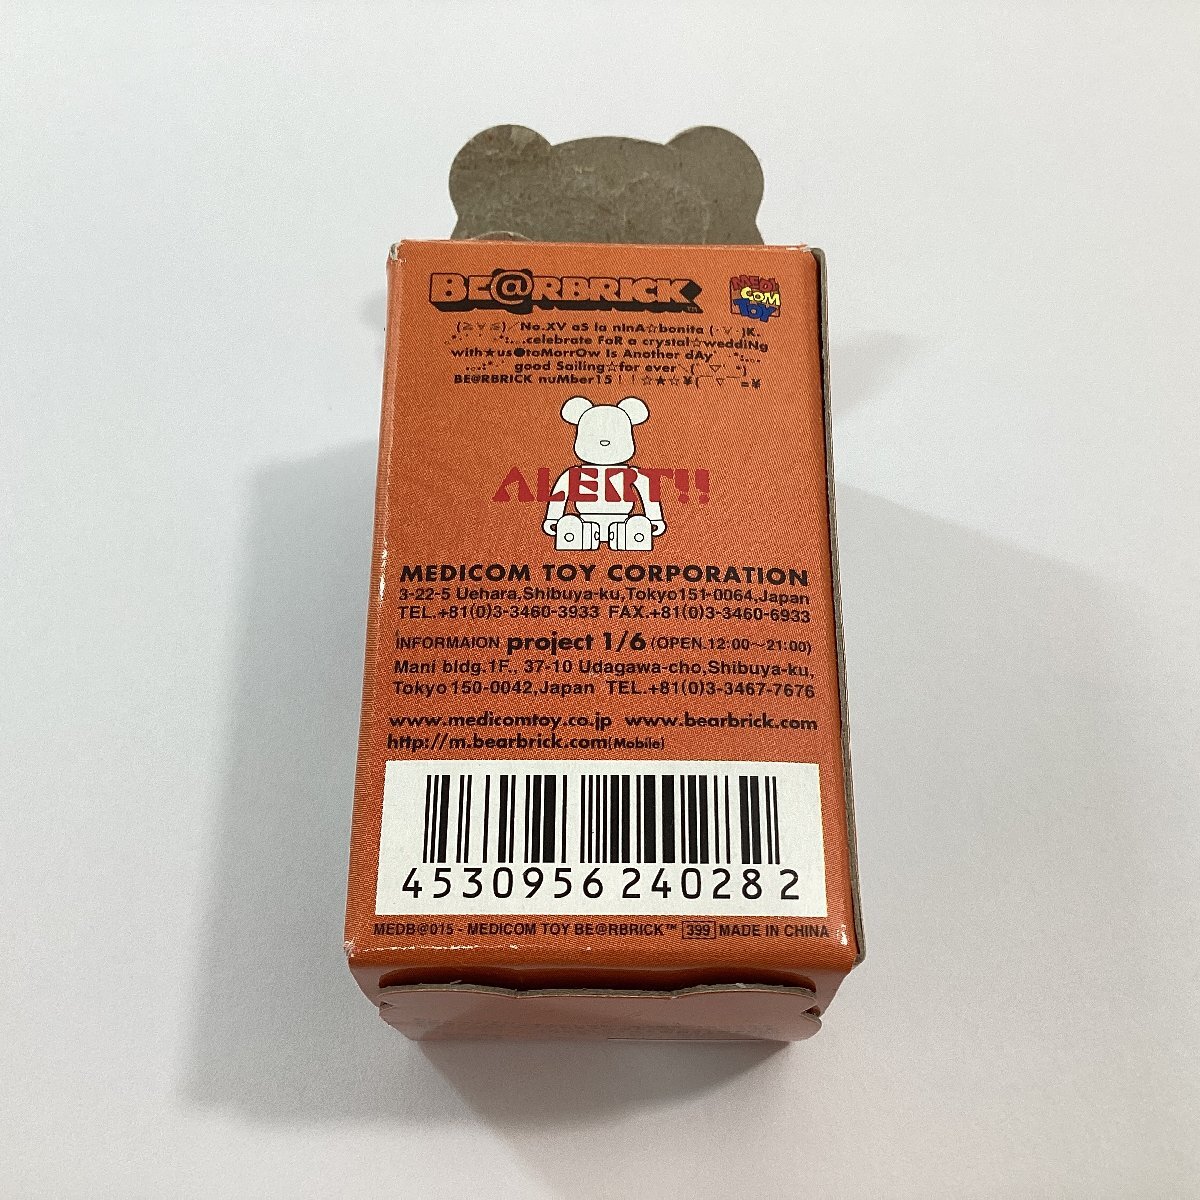 BE@RBRICK™
MEDI COM TOY
(≧▽≦)/No.XV aS la nInA☆bonita (・∀・)K.
.｡*ﾟ･ ･*:...celebrate FoR a crystal☆weddiNg
with★us●toMorrOw Is Another dAy ･*:...
...:*･ﾟ good Sailing☆for ever＼(￣▽￣*)
BE@RBRICK nuMber15！！☆★☆¥(￣▽￣=¥
ALERT!!
MEDICOM TOY CORPORATION
3-22-5 Uehara,Shibuya-ku,Tokyo151-0064,Japan
TEL.+81(0)3-3460-3933 FAX.+81(0)3-3460-6933
INFORMAION project 1/6 (OPEN.12:00〜21:00)
Mani bldg.1F., 37-10 Udagawa-cho,Shibuya-ku,
Tokyo 150-0042,Japan TEL.+81(0)3-3467-7676
www.medicomtoy.co.jp www.bearbrick.com
http://m.bearbrick.com(Mobile)
4530956240282
MEDB@015 - MEDICOM TOY BE@RBRICK™ 399 MADE IN CHINA